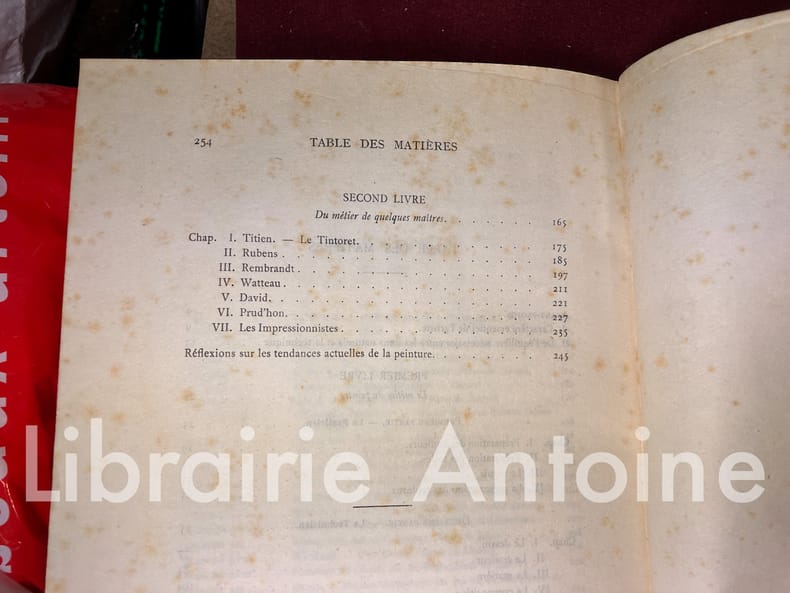 254 TABLE DES MATIÈRES
SECOND LIVRE
Du métier de quelques maîtres. . . . . . . 165
Chap. I. Titien. — Le Tintoret. . . . . . . . . . . 175
II. Rubens . . . . . . . . . . . . . . . . 185
III. Rembrandt . . . . . . . . . . . . . . . 197
IV. Watteau . . . . . . . . . . . . . . . . 211
V. David. . . . . . . . . . . . . . . . . 221
VI. Prud'hon. . . . . . . . . . . . . . . . 227
VII. Les Impressionnistes . . . . . . . . . . . . 235
Réflexions sur les tendances actuelles de la peinture. . . . . . . . 245
Librairie Antoine